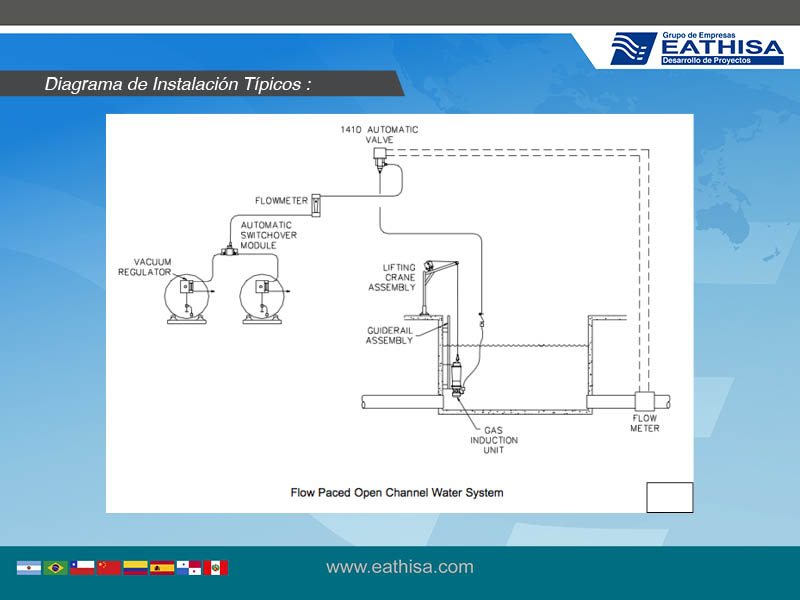 Grupo de Empresas
EATHISA
Desarrollo de Proyectos
Diagrama de Instalación Típicos :
1410 AUTOMATIC
VALVE
FLOWMETER
AUTOMATIC
SWITCHOVER
MODULE
VACUUM
REGULATOR
LIFTING
CRANE
ASSEMBLY
GUIDERAIL
ASSEMBLY
FLOW
METER
GAS
INDUCTION
UNIT
Flow Paced Open Channel Water System
www.eathisa.com